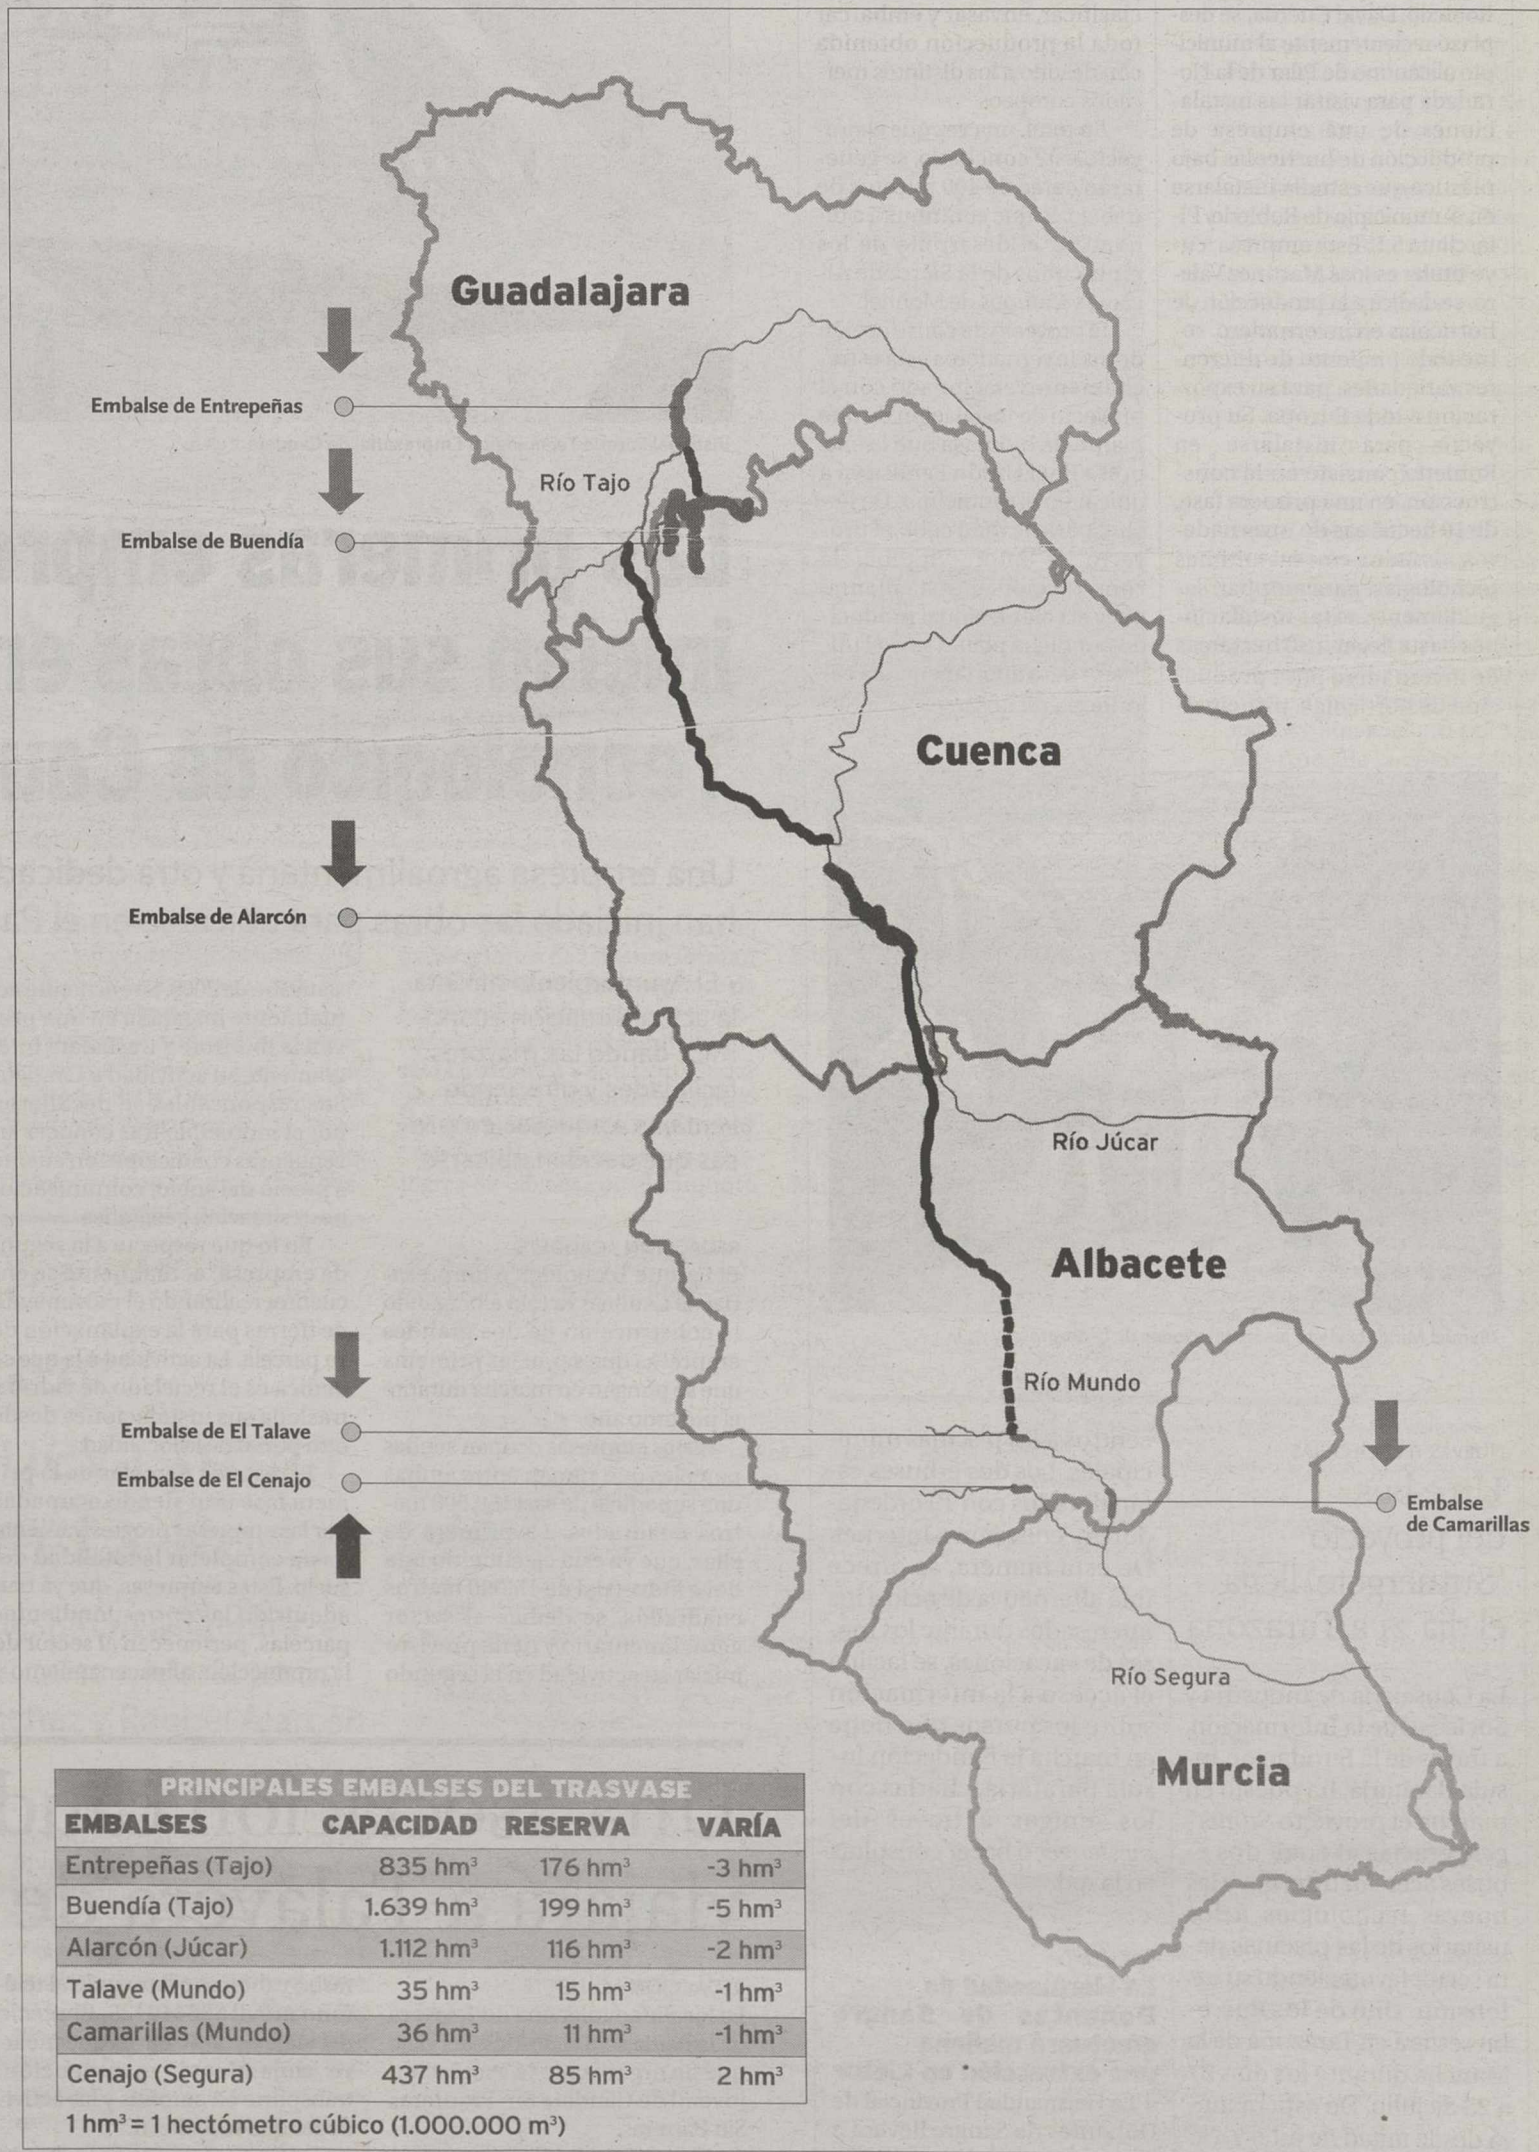 Guadalajara
Embalse de Entrepeñas
Río Tajo
Embalse de Buendía
Cuenca
Embalse de Alarcón
Río Júcar
Albacete
Río Mundo
Embalse de El Talave
Embalse de El Cenajo
Embalse
de Camarillas
Río Segura
Murcia
PRINCIPALES EMBALSES DEL TRASVASE
EMBALSES CAPACIDAD RESERVA VARÍA
Entrepeñas (Tajo) 835 hm³ 176 hm³ -3 hm³
Buendía (Tajo) 1.639 hm³ 199 hm³ -5 hm³
Alarcón (Júcar) 1.112 hm³ 116 hm³ -2 hm³
Talave (Mundo) 35 hm³ 15 hm³ -1 hm³
Camarillas (Mundo) 36 hm³ 11 hm³ -1 hm³
Cenajo (Segura) 437 hm³ 85 hm³ 2 hm³
1 hm³ = 1 hectómetro cúbico (1.000.000 m³)